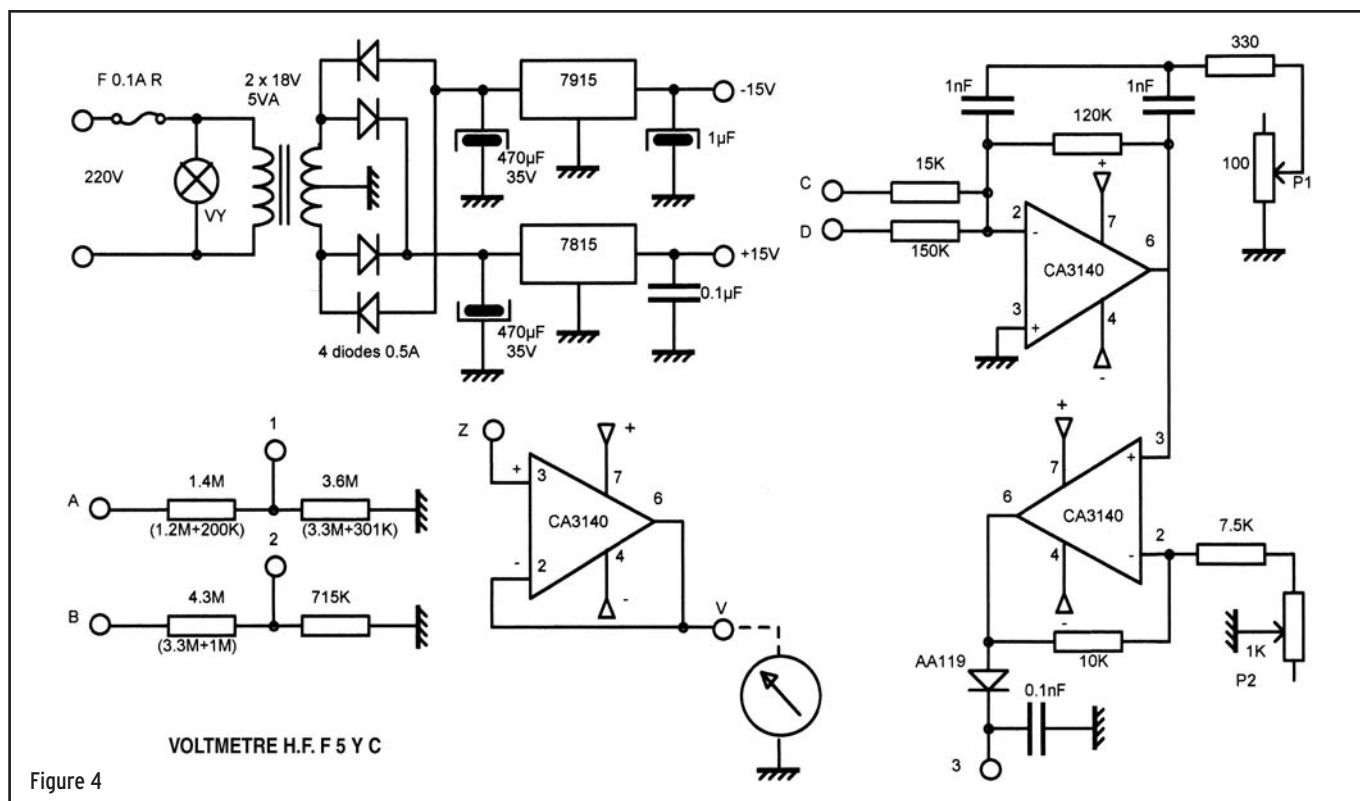 F 0.1A R
220V
VY
2 x 18V
5VA
4 diodes 0.5A
7915
470µF
35V
1µF
-15V
7815
470µF
35V
0.1µF
+15V
330
1nF
1nF
120K
100
P1
C
15K
D
150K
2
-
3
+
CA3140
+
7
6
4
-
1
A
1.4M
3.6M
(1.2M+200K)
(3.3M+301K)
2
B
4.3M
715K
(3.3M+1M)
Z
+
3
+
7
CA3140
6
-
2
4
-
V
+
7
3
+
6
CA3140
2
-
4
-
7.5K
10K
1K
P2
AA119
0.1nF
3
VOLTMETRE H.F. F 5 Y C
Figure 4